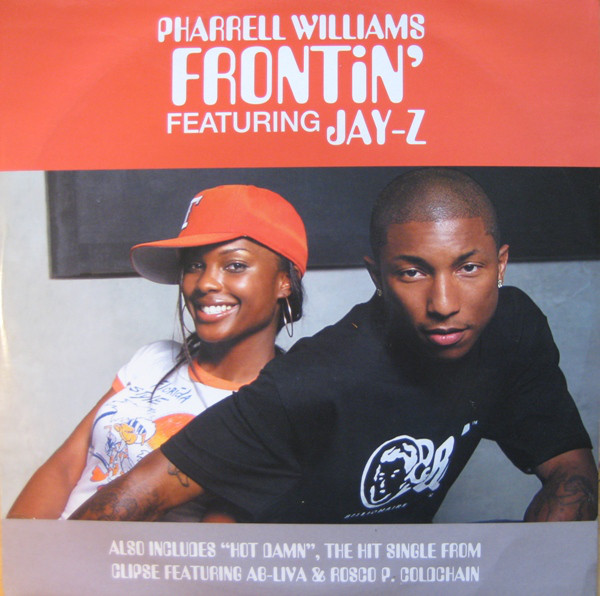 PHARRELL WILLIAMS
FRONTiN'
FEATURING JAY-Z
BILLIONAIRE
ALSO INCLUDES "HOT DAMN", THE HIT SINGLE FROM
CLIPSE FEATURING AB-LIVA & ROSCO P. COLDCHAIN